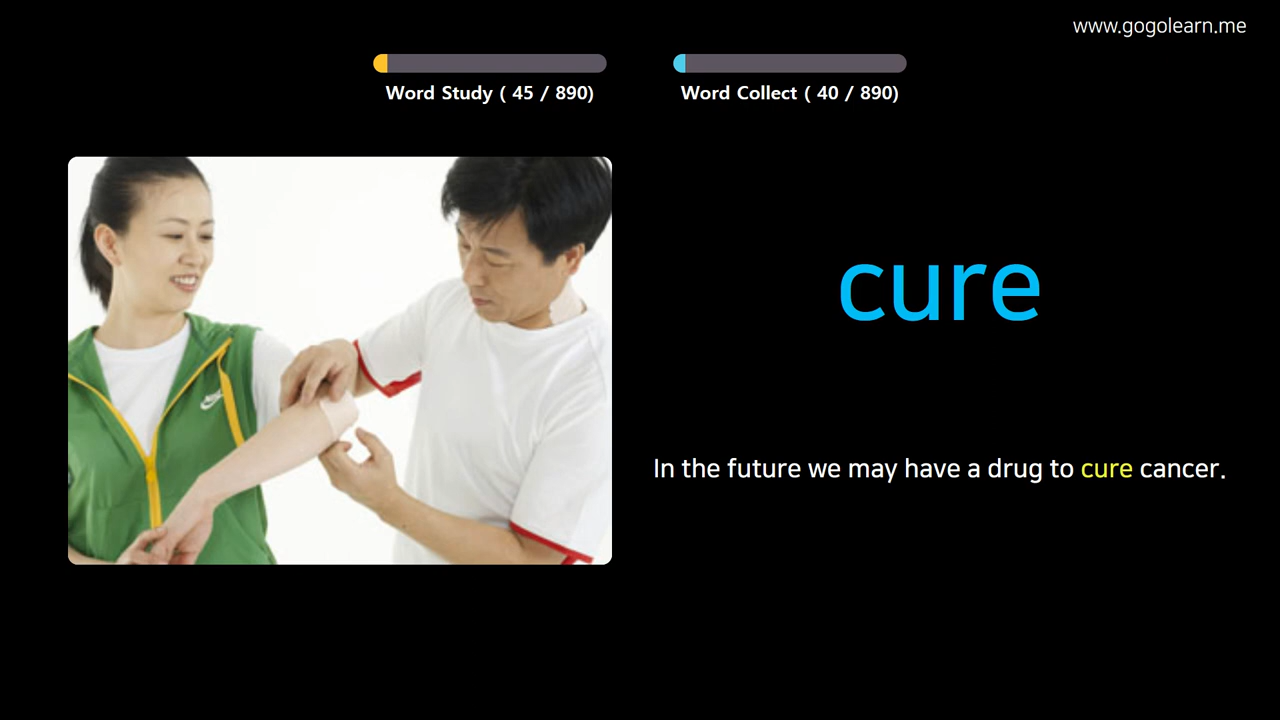 www.gogolearn.me
Word Study ( 45 / 890)
Word Collect ( 40 / 890)
cure
In the future we may have a drug to cure cancer.